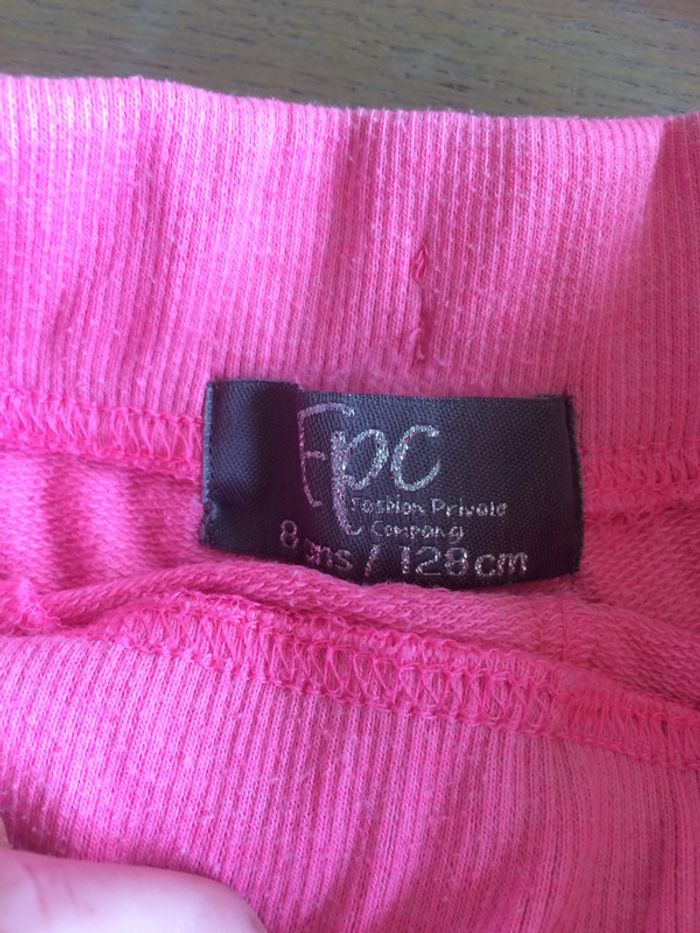 Fpc
Fashion Private
Company
8 ans / 128 cm